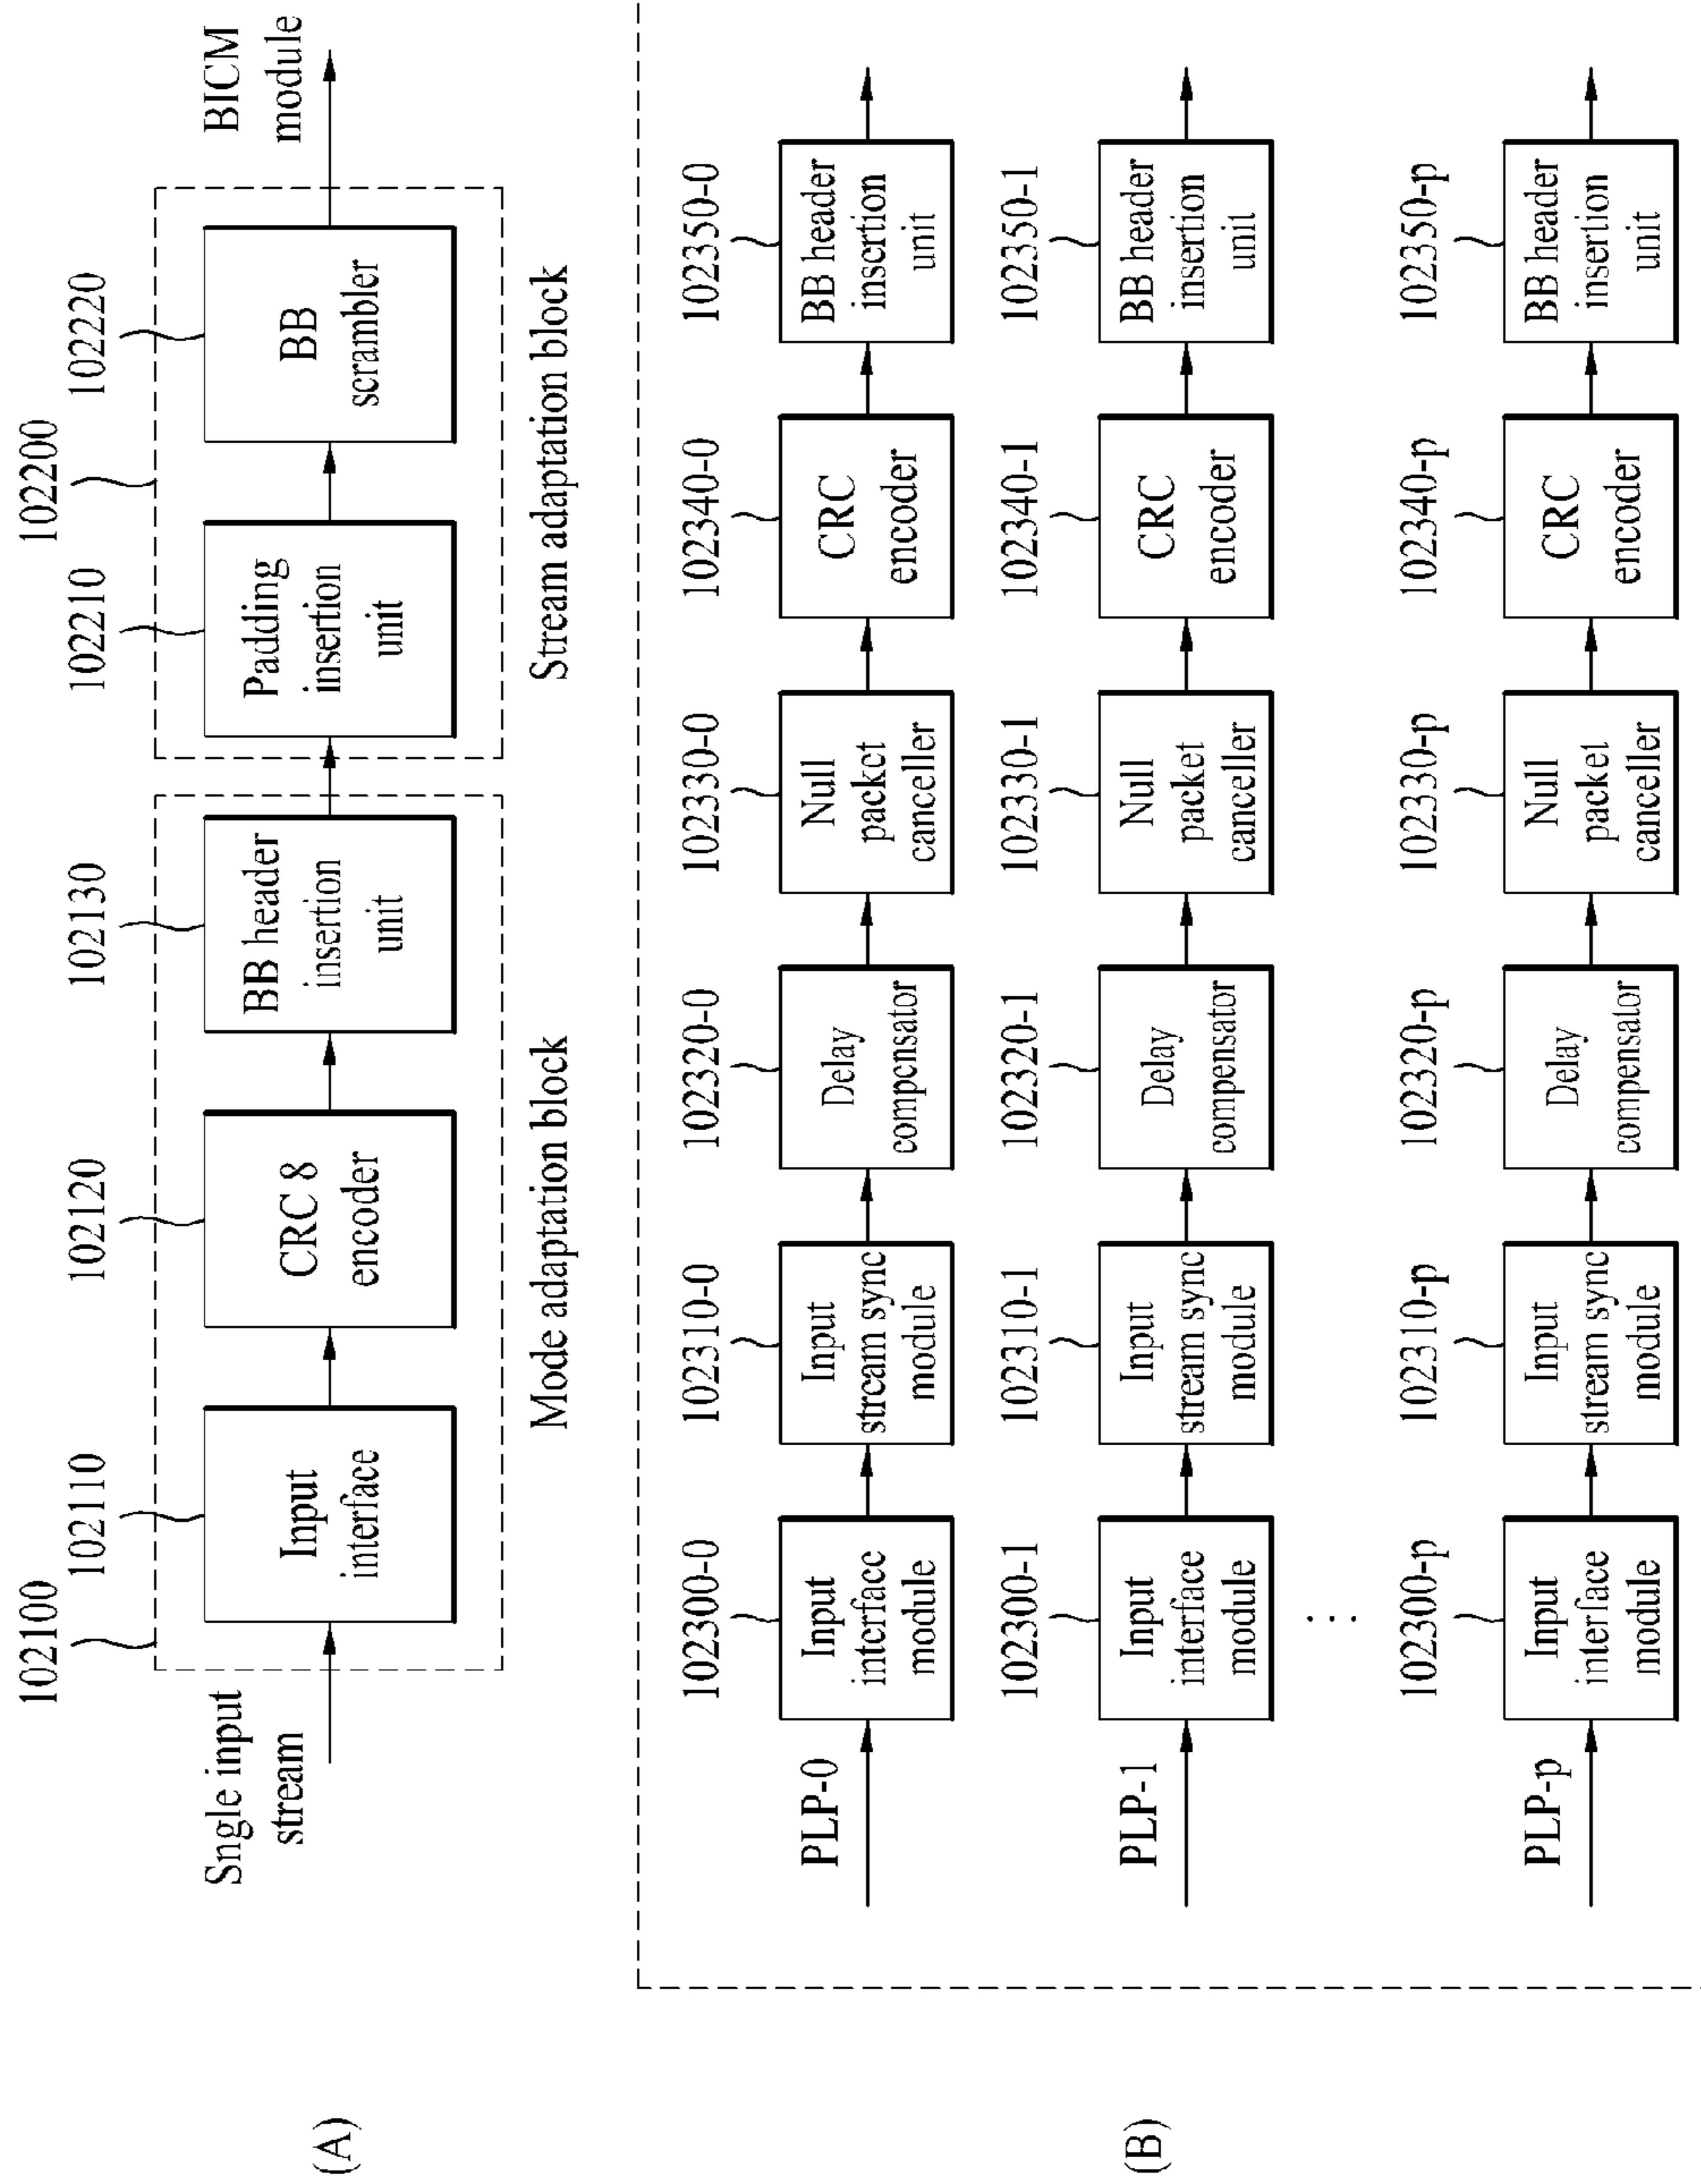 (A)
102100
102200
102110
102120
102130
102210
102220
Sngle input
stream
Input
interface
CRC 8
encoder
BB header
insertion
unit
Padding
insertion
unit
BB
scrambler
BICM
module
Mode adaptation block
Stream adaptation block
(B)
102300-0
102310-0
102320-0
102330-0
102340-0
102350-0
PLP-0
Input
interface
module
Input
stream sync
module
Delay
compensator
Null
packet
canceller
CRC
encoder
BB header
insertion
unit
102300-1
102310-1
102320-1
102330-1
102340-1
102350-1
PLP-1
Input
interface
module
Input
stream sync
module
Delay
compensator
Null
packet
canceller
CRC
encoder
BB header
insertion
unit
...
102300-p
102310-p
102320-p
102330-p
102340-p
102350-p
PLP-p
Input
interface
module
Input
stream sync
module
Delay
compensator
Null
packet
canceller
CRC
encoder
BB header
insertion
unit